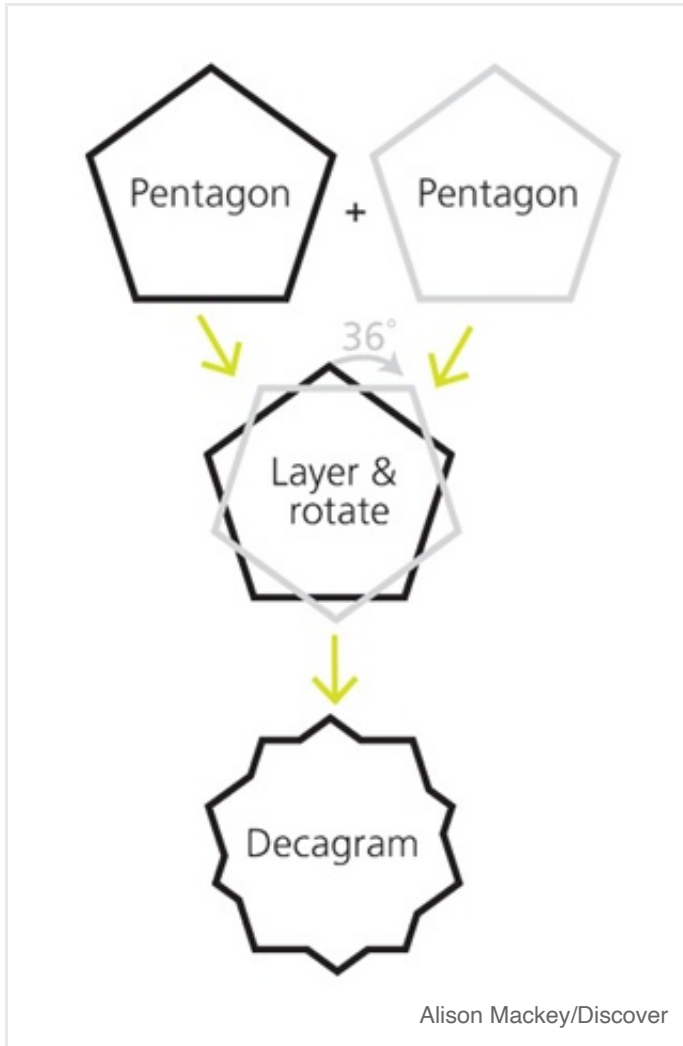 Pentagon
+
Pentagon
36°
Layer &
rotate
Decagram
Alison Mackey/Discover